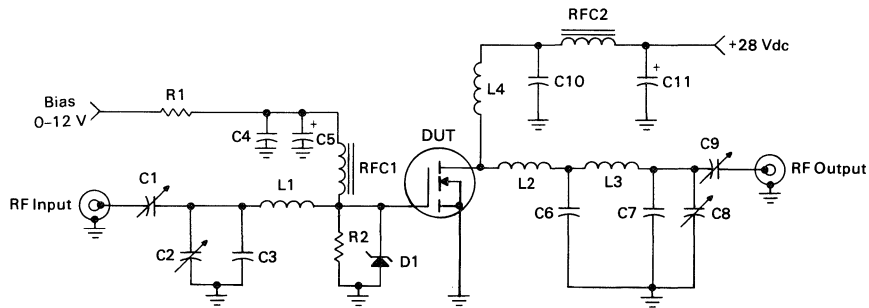 RFC2
+28 Vdc
C10
+
C11
L4
Bias
0–12 V
R1
C4
+
C5
RFC1
DUT
C9
RF Output
L2
L3
C1
L1
RF Input
C2
C3
R2
D1
C6
C7
C8